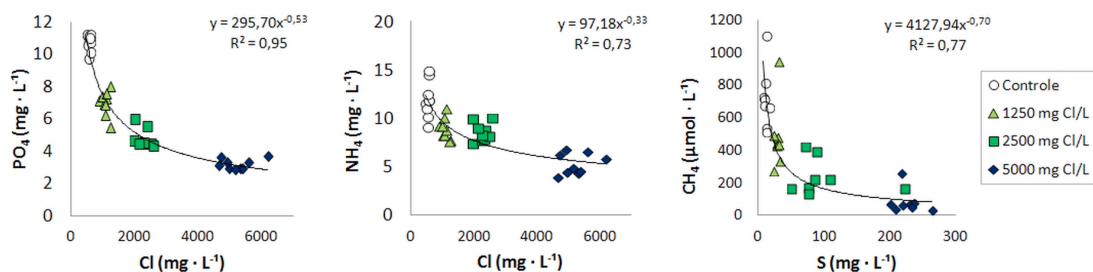 y = 295,70x^-0,53
R² = 0,95
PO₄ (mg · L⁻¹)
12
10
8
6
4
2
0
0 2000 4000 6000
Cl (mg · L⁻¹)
y = 97,18x^-0,33
R² = 0,73
NH₄ (mg · L⁻¹)
20
15
10
5
0
0 2000 4000 6000
Cl (mg · L⁻¹)
y = 4127,94x^-0,70
R² = 0,77
CH₄ (μmol · L⁻¹)
1200
1000
800
600
400
200
0
0 100 200 300
S (mg · L⁻¹)
Controle
1250 mg Cl/L
2500 mg Cl/L
5000 mg Cl/L